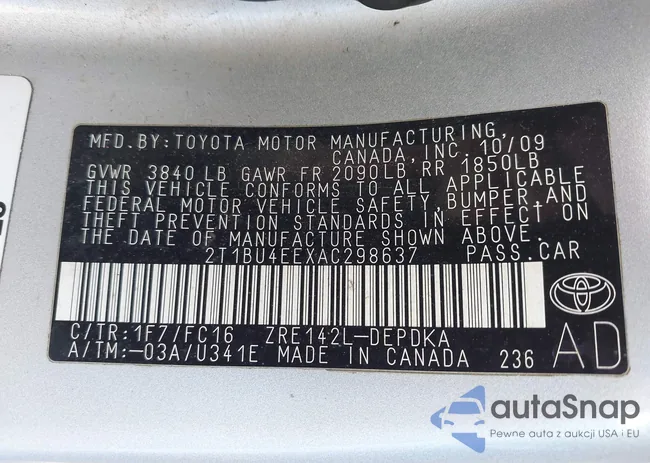 MFD. BY: TOYOTA MOTOR MANUFACTURING,
CANADA, INC. 10/09
GVWR 3840 LB GAWR FR 2090LB RR 1850LB
THIS VEHICLE CONFORMS TO ALL APPLICABLE
FEDERAL MOTOR VEHICLE SAFETY, BUMPER, AND
THEFT PREVENTION STANDARDS IN EFFECT ON
THE DATE OF MANUFACTURE SHOWN ABOVE.
2T1BU4EEXAC298637 PASS. CAR
C/TR: 1F7/FC16 ZRE142L-DEPDKA
A/TM: -03A/U341E MADE IN CANADA 236
AD
autoSnap
Pewne auta z aukcji USA i EU